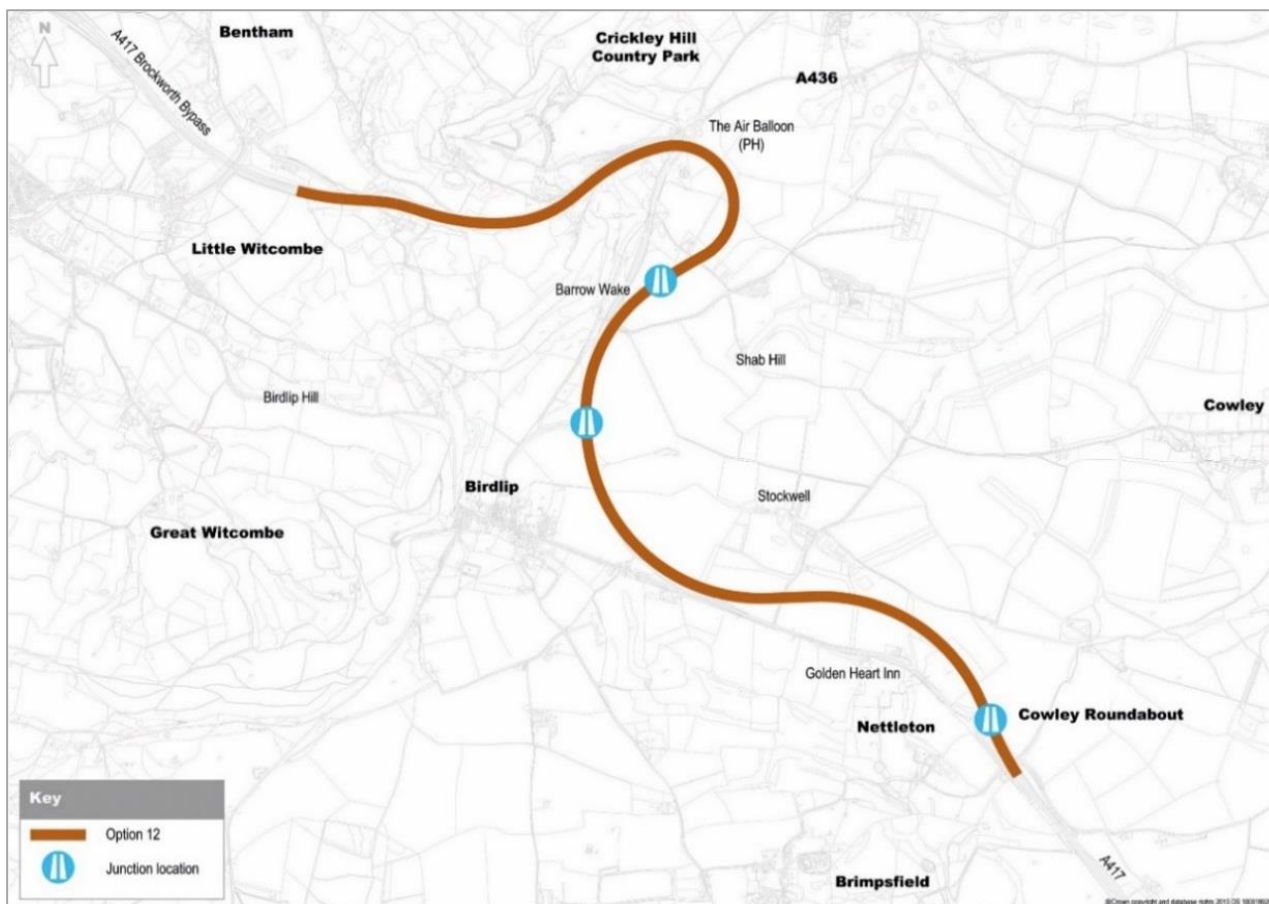 N
Bentham
Crickley Hill
Country Park
A436
A417 Brockworth Bypass
The Air Balloon
(PH)
Little Witcombe
Barrow Wake
Shab Hill
Birdlip Hill
Cowley
Birdlip
Stockwell
Great Witcombe
Golden Heart Inn
Nettleton
Cowley Roundabout
Key
Option 12
Junction location
A417
Brimpsfield